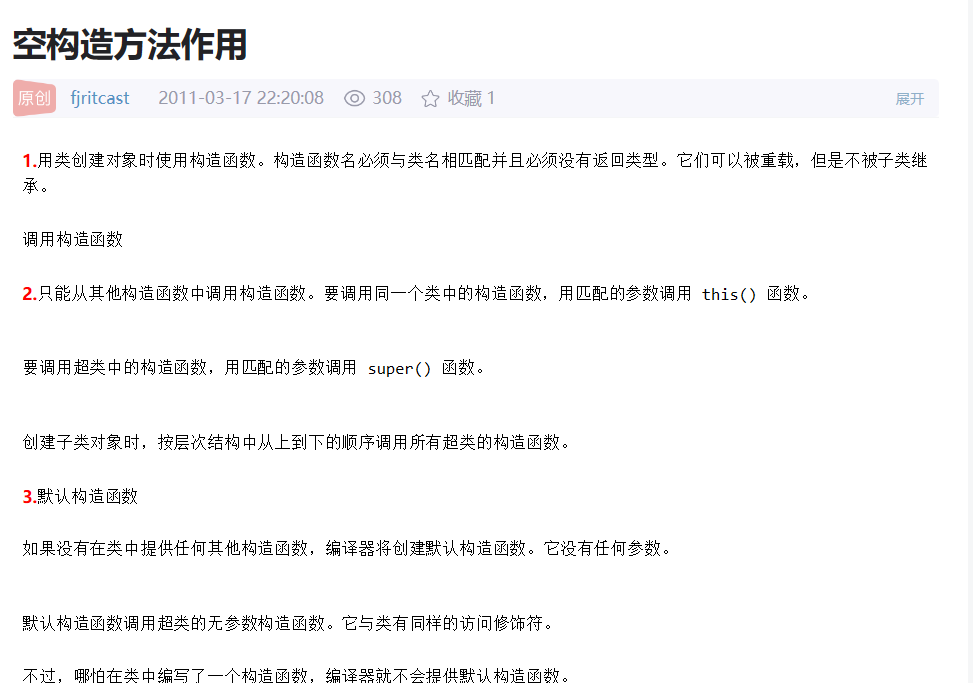 空构造方法作用
原创 fjritcast 2011-03-17 22:20:08 308 收藏 1 展开
1.用类创建对象时使用构造函数。构造函数名必须与类名相匹配并且必须没有返回类型。它们可以被重载，但是不被子类继
承。
调用构造函数
2.只能从其他构造函数中调用构造函数。要调用同一个类中的构造函数，用匹配的参数调用 this() 函数。
要调用超类中的构造函数，用匹配的参数调用 super() 函数。
创建子类对象时，按层次结构中从上到下的顺序调用所有超类的构造函数。
3.默认构造函数
如果没有在类中提供任何其他构造函数，编译器将创建默认构造函数。它没有任何参数。
默认构造函数调用超类的无参数构造函数。它与类有同样的访问修饰符。
不过，哪怕在类中编写了一个构造函数，编译器就不会提供默认构造函数。